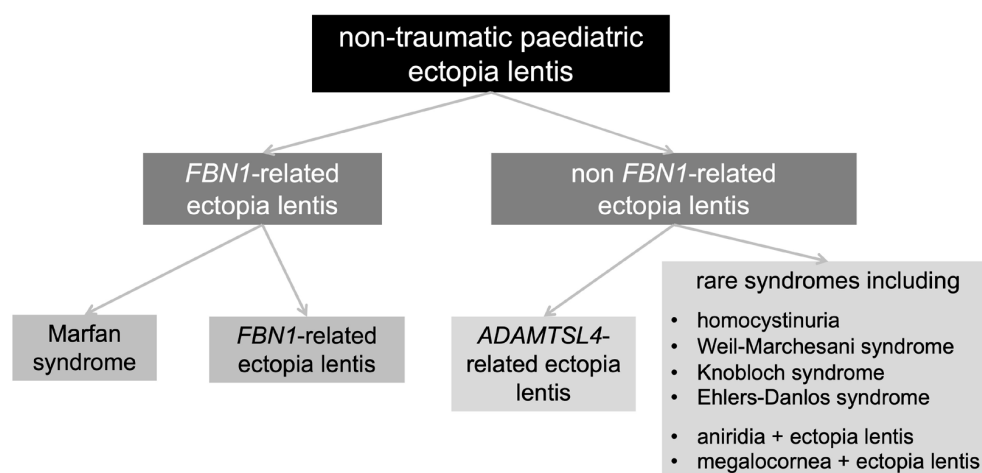 non-traumatic paediatric
ectopia lentis
FBN1-related
ectopia lentis
non FBN1-related
ectopia lentis
Marfan
syndrome
FBN1-related
ectopia lentis
ADAMTSL4-
related ectopia
lentis
rare syndromes including
• homocystinuria
• Weil-Marchesani syndrome
• Knobloch syndrome
• Ehlers-Danlos syndrome
• aniridia + ectopia lentis
• megalocornea + ectopia lentis